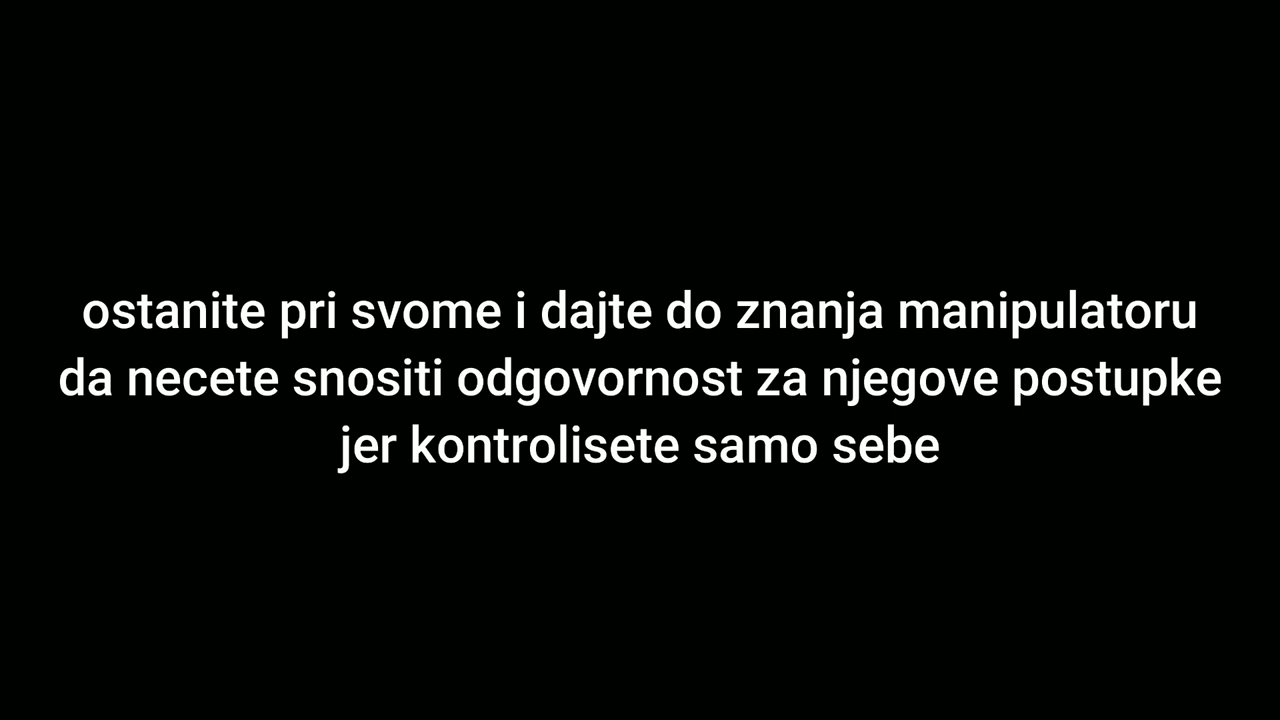 ostanite pri svome i dajte do znanja manipulatoru
da necete snositi odgovornost za njegove postupke
jer kontrolisete samo sebe